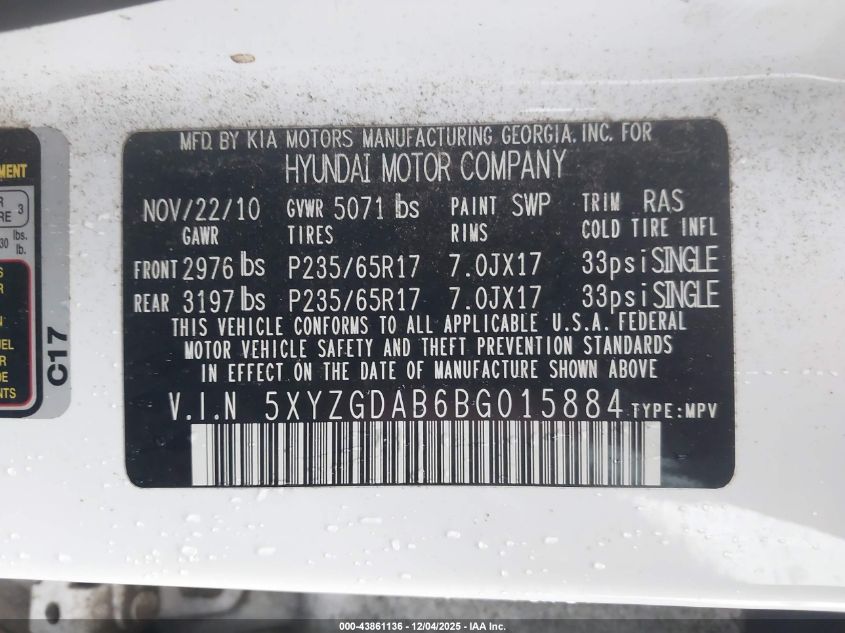 MFD. BY KIA MOTORS MANUFACTURING GEORGIA, INC. FOR
HYUNDAI MOTOR COMPANY
NOV/22/10 GVWR 5071 lbs PAINT SWP TRIM RAS
GAWR TIRES RIMS COLD TIRE INFL
FRONT 2976 lbs P235/65R17 7.0JX17 33psi SINGLE
REAR 3197 lbs P235/65R17 7.0JX17 33psi SINGLE
THIS VEHICLE CONFORMS TO ALL APPLICABLE U.S.A. FEDERAL
MOTOR VEHICLE SAFETY AND THEFT PREVENTION STANDARDS
IN EFFECT ON THE DATE OF MANUFACTURE SHOWN ABOVE
V.I.N 5XYZGDAB6BG015884 TYPE:MPV
3
lbs.
lb.
C17
000-43861136 - 12/04/2025 - IAA Inc.